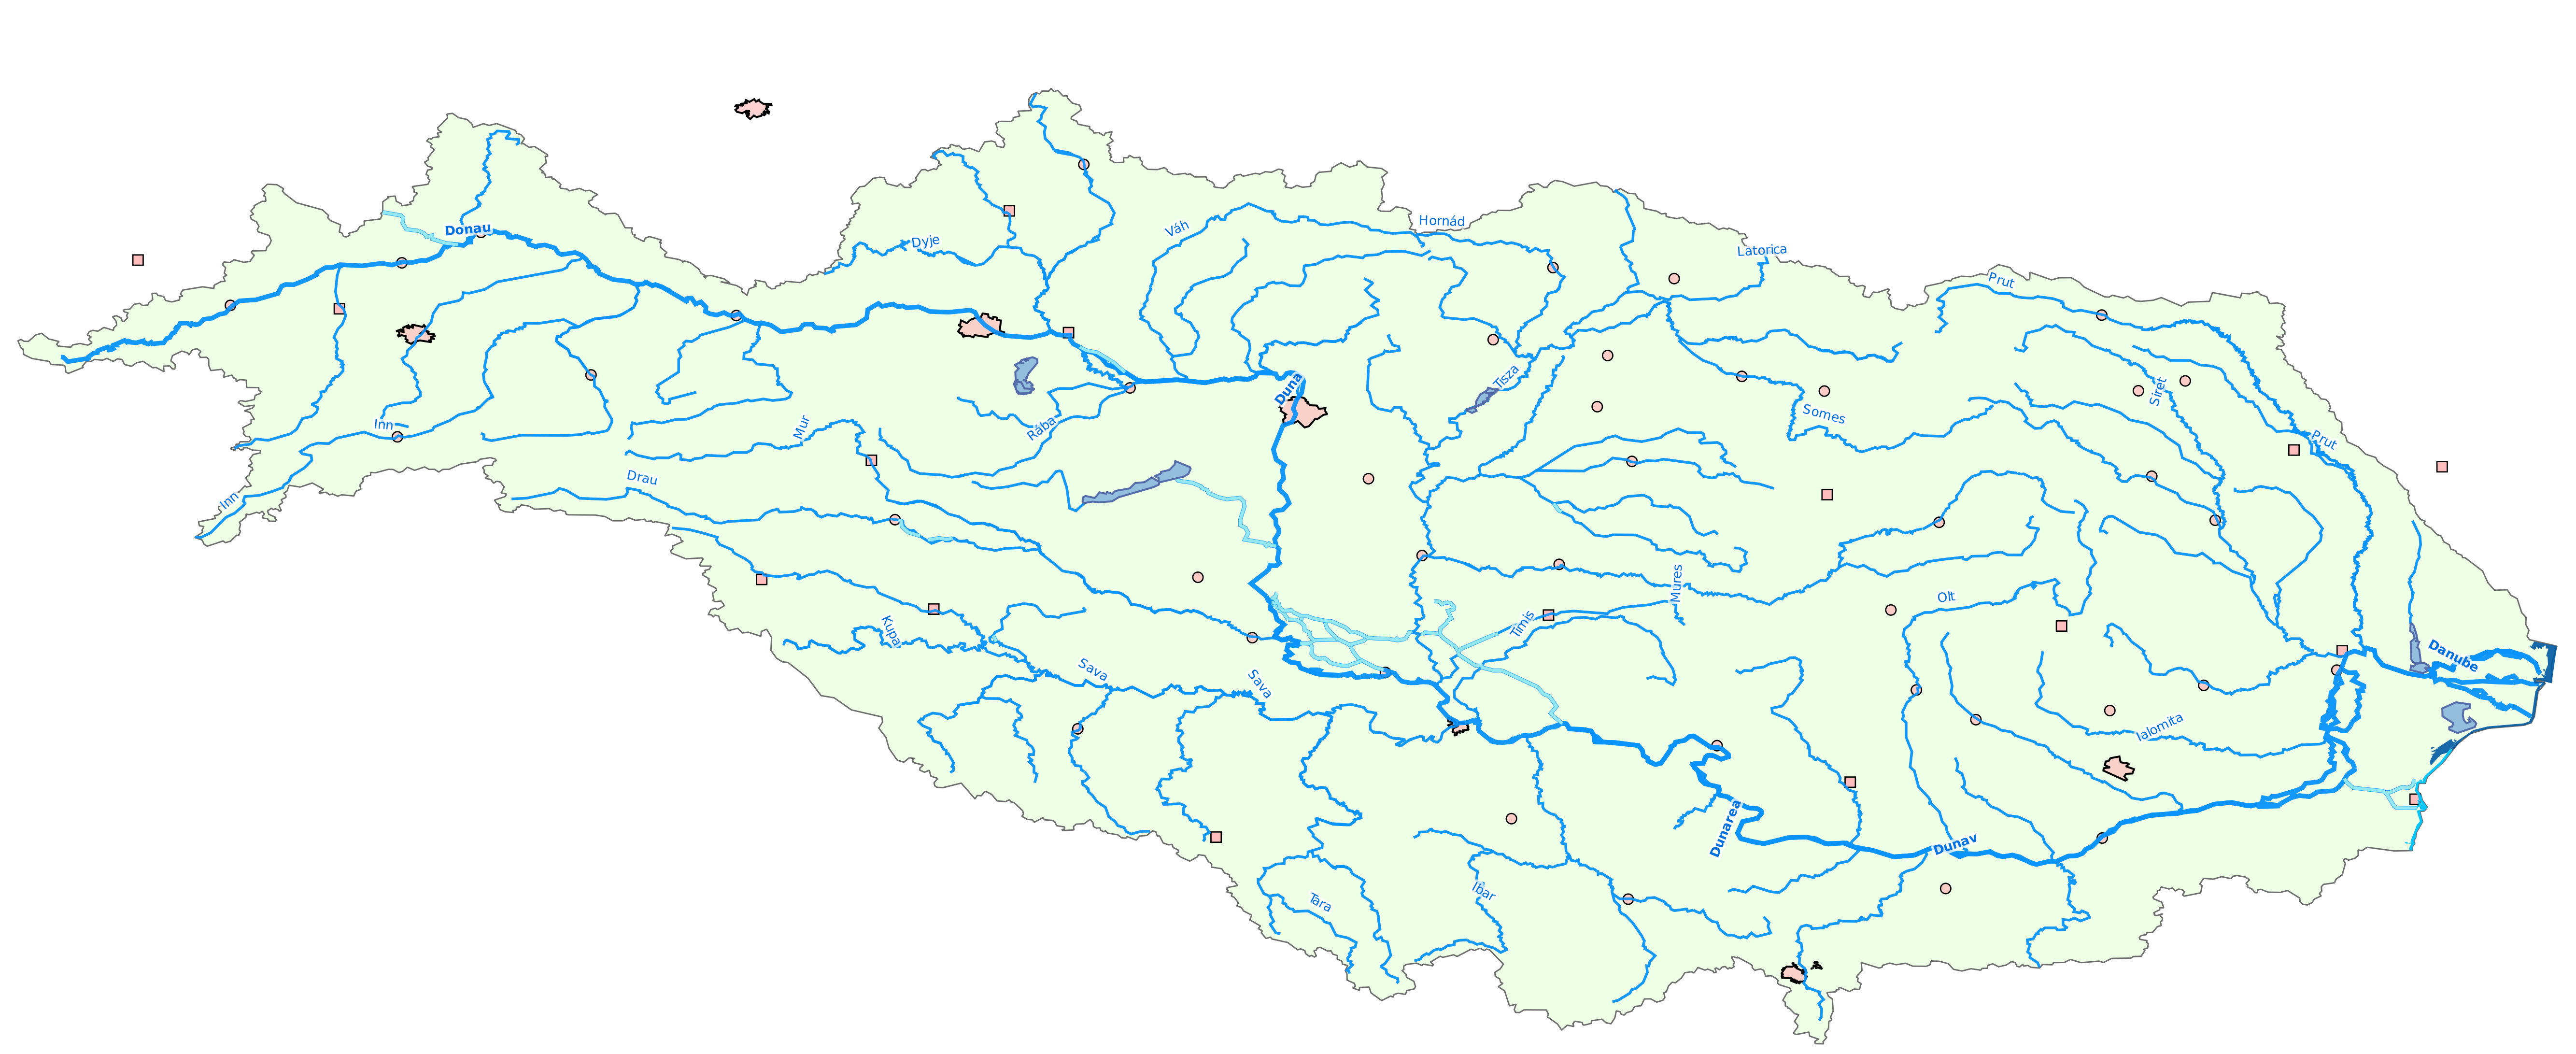 Hornád
Váh
Donau
Dyje
Latorica
Prut
Tisza
Duna
Siret
Somes
Inn
Mur
Rába
Prut
Drau
Inn
Mures
Olt
Timis
Kupa
Sava
Sava
Danube
Ialomita
Dunarea
Dunav
Ibar
Tara